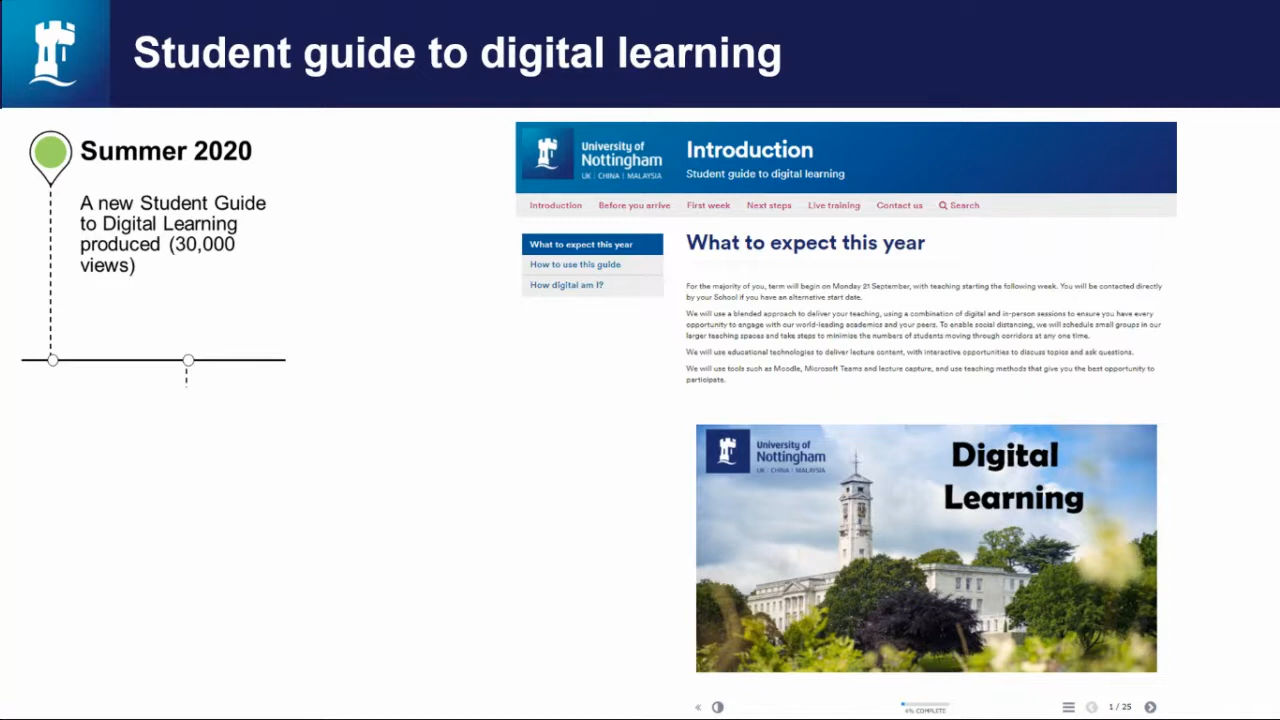 Student guide to digital learning
Summer 2020
A new Student Guide
to Digital Learning
produced (30,000
views)
University of
Nottingham
UK | CHINA | MALAYSIA
Introduction
Student guide to digital learning
Introduction Before you arrive First week Next steps Live training Contact us Search
What to expect this year
How to use this guide
How digital am I?
What to expect this year
For the majority of you, term will begin on Monday 21 September, with teaching starting the following week. You will be contacted directly
by your School if you have an alternative start date.
We will use a blended approach to deliver your teaching, using a combination of digital and in-person sessions to ensure you have every
opportunity to engage with our world-leading academics and your peers. To enable social distancing, we will schedule small groups in our
larger teaching spaces and take steps to minimise the numbers of students moving through corridors at any one time.
We will use educational technologies to deliver lecture content, with interactive opportunities to discuss topics and ask questions.
We will use tools such as Moodle, Microsoft Teams and lecture capture, and use teaching methods that give you the best opportunity to
participate.
University of
Nottingham
UK | CHINA | MALAYSIA
Digital
Learning
4% COMPLETE
1 / 25